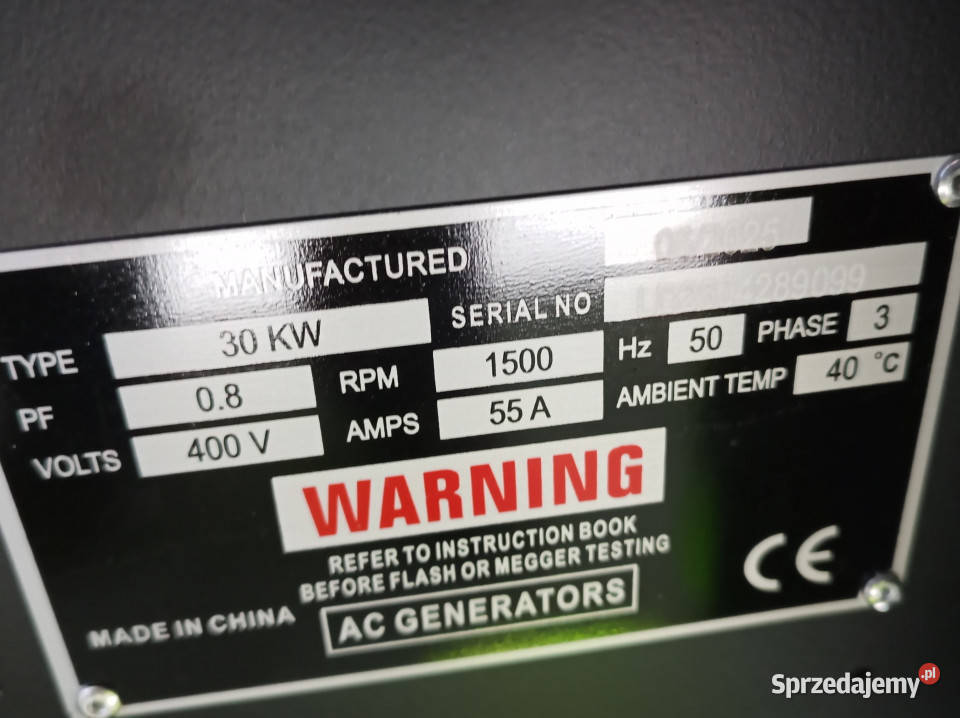 MANUFACTURED
TYPE 30 KW SERIAL NO
PF 0.8 RPM 1500 Hz 50 PHASE 3
VOLTS 400 V AMPS 55 A AMBIENT TEMP 40 °C
WARNING
REFER TO INSTRUCTION BOOK
BEFORE FLASH OR MEGGER TESTING
MADE IN CHINA AC GENERATORS CE
Sprzedajemy.pl